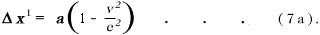 Δx¹ = a(1 - v²/c²) . . . (7a).